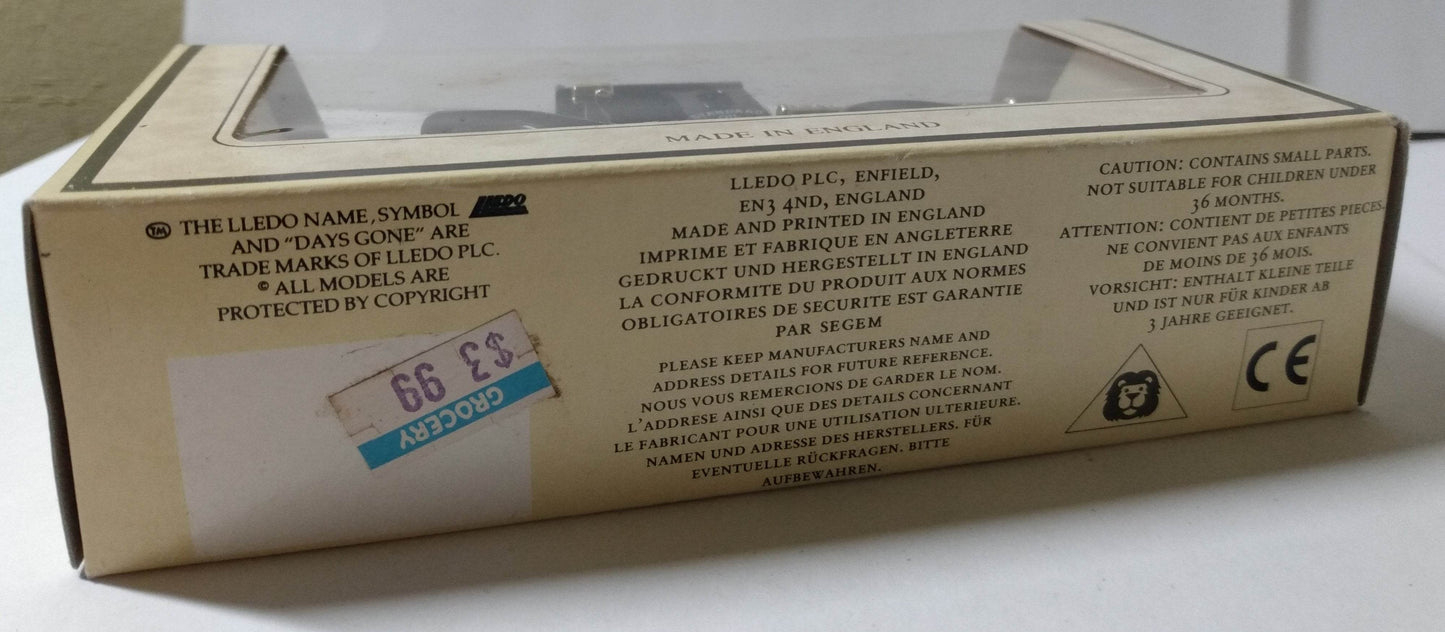 MADE IN ENGLAND
TM THE LLEDO NAME, SYMBOL LLEDO
AND "DAYS GONE" ARE
TRADE MARKS OF LLEDO PLC.
© ALL MODELS ARE
PROTECTED BY COPYRIGHT
$3 99
GROCERY
LLEDO PLC, ENFIELD,
EN3 4ND, ENGLAND
MADE AND PRINTED IN ENGLAND
IMPRIME ET FABRIQUE EN ANGLETERRE
GEDRUCKT UND HERGESTELLT IN ENGLAND
LA CONFORMITE DU PRODUIT AUX NORMES
OBLIGATOIRES DE SECURITE EST GARANTIE
PAR SEGEM
PLEASE KEEP MANUFACTURERS NAME AND
ADDRESS DETAILS FOR FUTURE REFERENCE.
NOUS VOUS REMERCIONS DE GARDER LE NOM.
L'ADDRESE AINSI QUE DES DETAILS CONCERNANT
LE FABRICANT POUR UNE UTILISATION ULTERIEURE.
NAMEN UND ADRESSE DES HERSTELLERS. FÜR
EVENTUELLE RÜCKFRAGEN. BITTE
AUFBEWAHREN.
CAUTION: CONTAINS SMALL PARTS.
NOT SUITABLE FOR CHILDREN UNDER
36 MONTHS.
ATTENTION: CONTIENT DE PETITES PIECES.
NE CONVIENT PAS AUX ENFANTS
DE MOINS DE 36 MOIS.
VORSICHT: ENTHALT KLEINE TEILE
UND IST NUR FÜR KINDER AB
3 JAHRE GEEIGNET.
CE